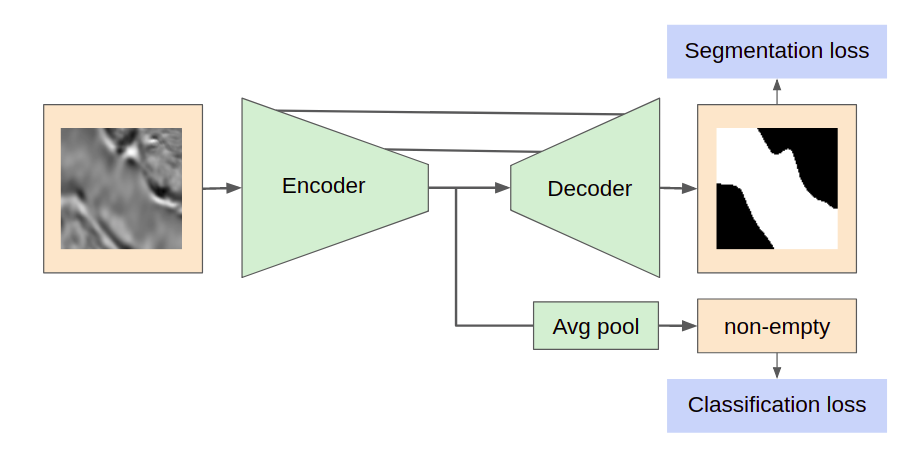 Segmentation loss
Encoder
Decoder
Avg pool
non-empty
Classification loss